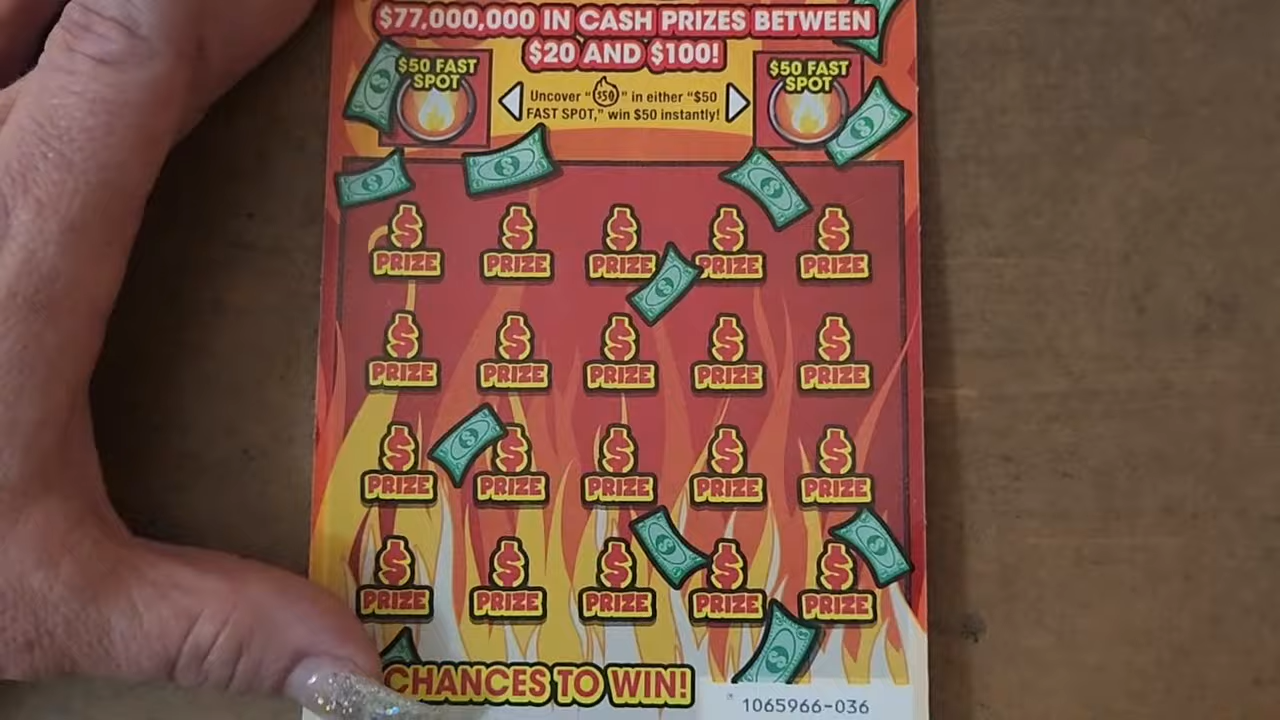 $77,000,000 IN CASH PRIZES BETWEEN
$20 AND $100!
$50 FAST
SPOT
Uncover "$50" in either "$50
FAST SPOT," win $50 instantly!
$50 FAST
SPOT
$ $ $ $ $
PRIZE PRIZE PRIZE PRIZE PRIZE
$ $ $ $ $
PRIZE PRIZE PRIZE PRIZE PRIZE
$ $ $ $ $
PRIZE PRIZE PRIZE PRIZE PRIZE
$ $ $ $ $
PRIZE PRIZE PRIZE PRIZE PRIZE
CHANCES TO WIN!
1065966-036